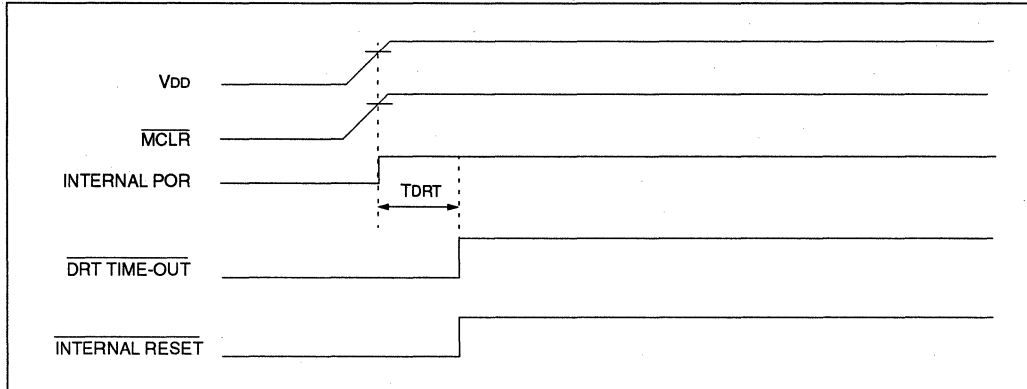 VDD
MCLR
INTERNAL POR
TDRT
DRT TIME-OUT
INTERNAL RESET